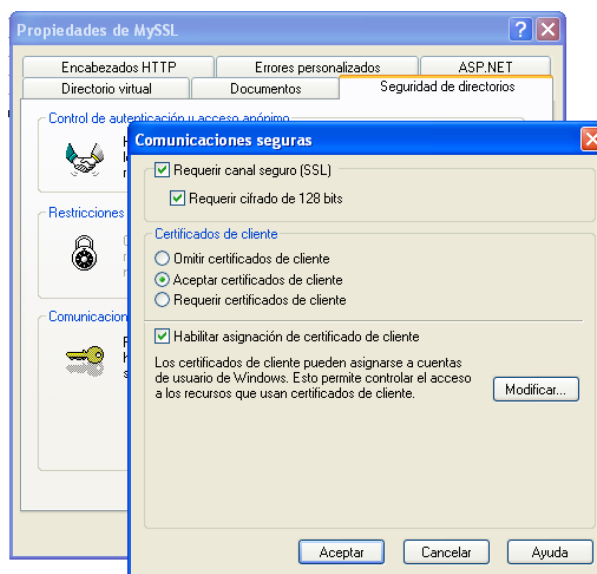 Propiedades de MySSL
Encabezados HTTP
Errores personalizados
ASP.NET
Directorio virtual
Documentos
Seguridad de directorios
Control de autenticación y acceso anónimo
Restricciones
Comunicacion
Comunicaciones seguras
Requerir canal seguro (SSL)
Requerir cifrado de 128 bits
Certificados de cliente
Omitir certificados de cliente
Aceptar certificados de cliente
Requerir certificados de cliente
Habilitar asignación de certificado de cliente
Los certificados de cliente pueden asignarse a cuentas
de usuario de Windows. Esto permite controlar el acceso
a los recursos que usan certificados de cliente.
Modificar...
Aceptar
Cancelar
Ayuda